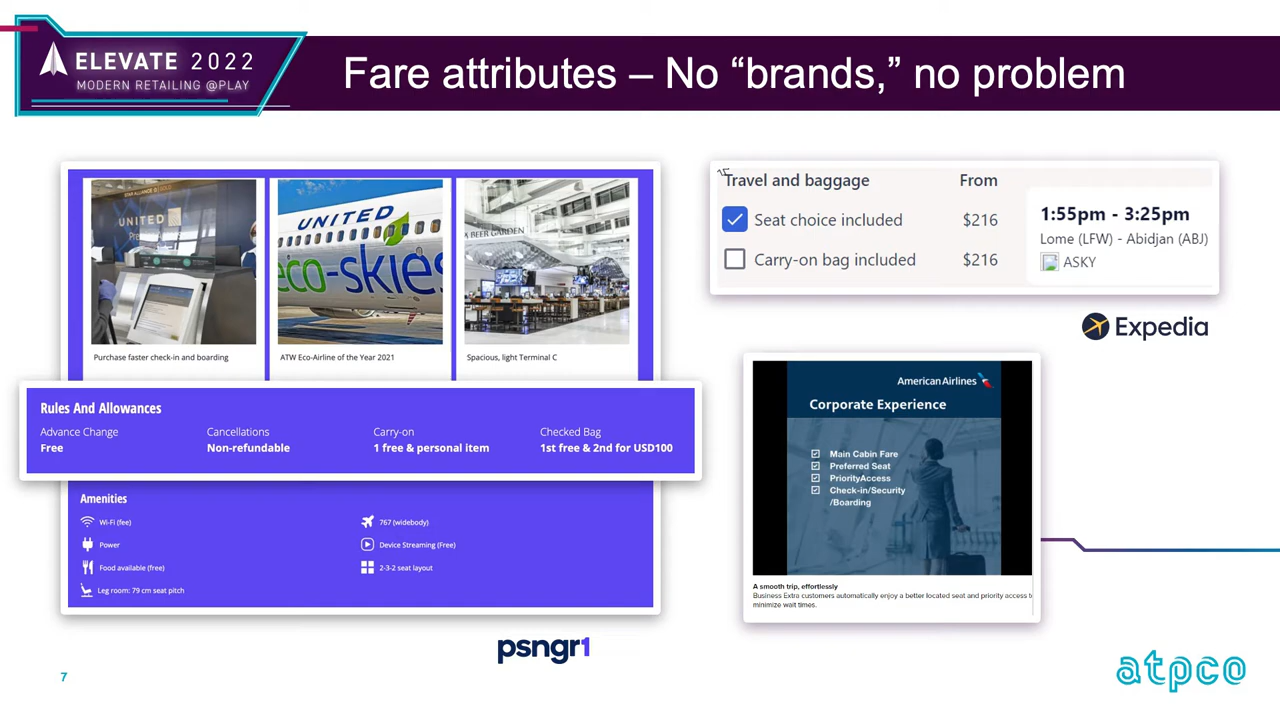 ELEVATE 2022
MODERN RETAILING @PLAY
Fare attributes – No “brands,” no problem
STAR ALLIANCE GOLD
UNITED
UNITED
eco-skies
A BEER GARDEN
Purchase faster check-in and boarding
ATW Eco-Airline of the Year 2021
Spacious, light Terminal C
Rules And Allowances
Advance Change
Free
Cancellations
Non-refundable
Carry-on
1 free & personal item
Checked Bag
1st free & 2nd for USD100
Amenities
Wi-Fi (fee)
767 (widebody)
Power
Device Streaming (Free)
Food available (free)
2-3-2 seat layout
Leg room: 79 cm seat pitch
psngr1
Travel and baggage From
Seat choice included $216
Carry-on bag included $216
1:55pm - 3:25pm
Lome (LFW) - Abidjan (ABJ)
ASKY
Expedia
American Airlines
Corporate Experience
Main Cabin Fare
Preferred Seat
PriorityAccess
Check-in/Security
/Boarding
A smooth trip, effortlessly
Business Extra customers automatically enjoy a better located seat and priority access to
minimize wait times.
7
atpco